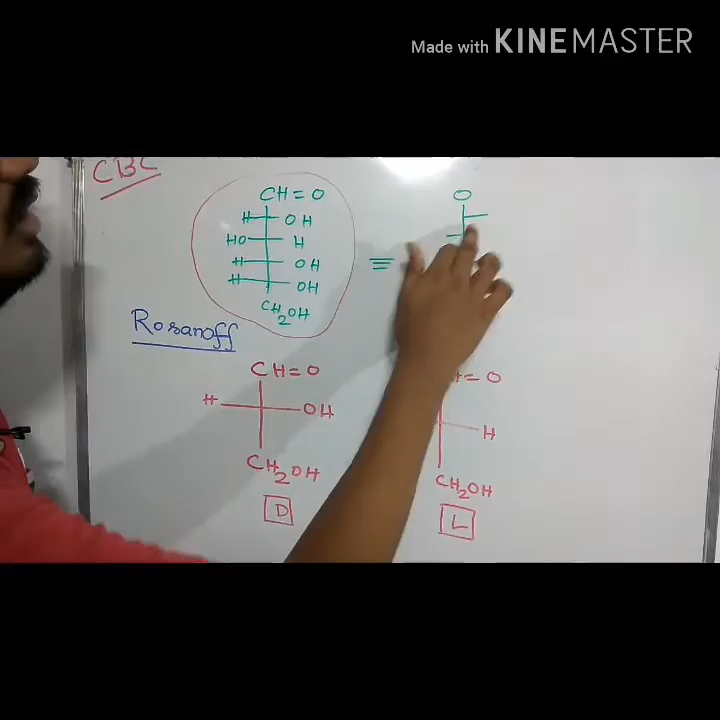 Made with KINEMASTER
CBC
CH=O
H OH
HO H
H OH
H OH
CH2OH
O
≡
Rosanoff
CH=O
H OH
CH2OH
D
H=O
H
CH2OH
L